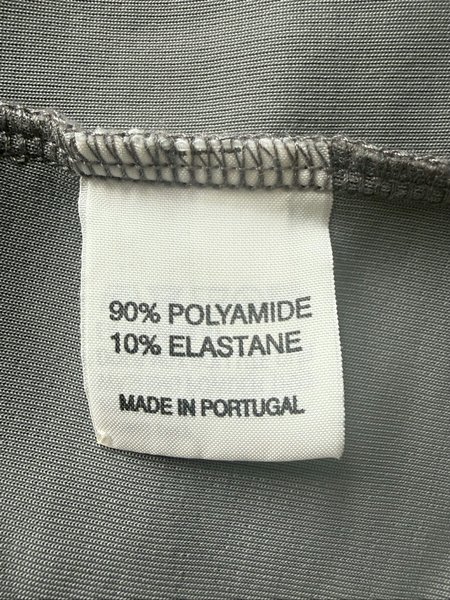 90% POLYAMIDE
10% ELASTANE
MADE IN PORTUGAL